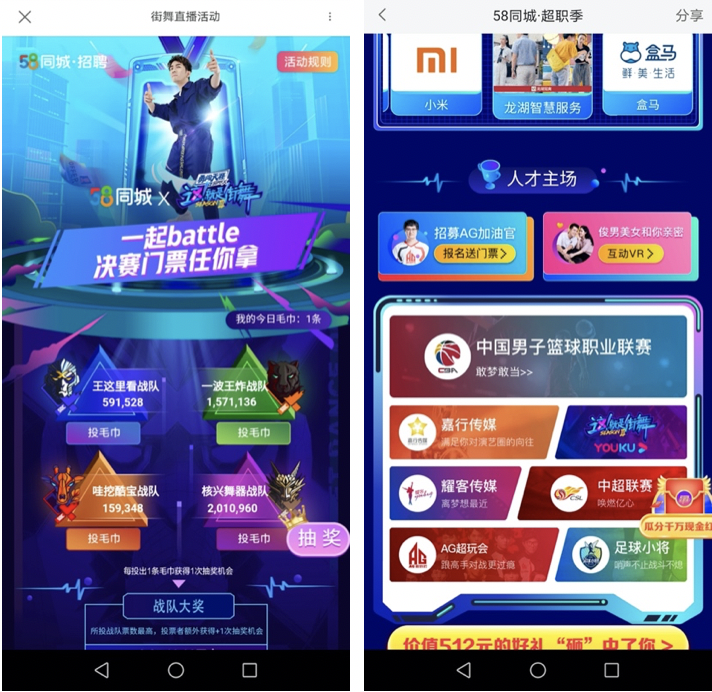 街舞直播活动
58同城·招聘
活动规则
58同城 X 这!就是街舞
SEASON III
一起battle
决赛门票任你拿
我的今日毛巾：1条
王这里看战队
591,528
投毛巾
一波王炸战队
1,571,136
投毛巾
哇挖酷宝战队
159,348
投毛巾
核兴舞器战队
2,010,960
投毛巾
抽奖
每投出1条毛巾获得1次抽奖机会
战队大奖
所投战队票数最高，投票者额外获得+1次抽奖机会
58同城·超职季
分享
小米
龙湖智慧服务
盒马
鲜美生活
盒马
人才主场
招募AG加油官
报名送门票>
俊男美女和你亲密
互动VR>
CBA
中国男子篮球职业联赛
敢梦敢当>>
嘉行传媒
嘉行传媒
满足你对演艺圈的向往
这!就是街舞
YOUKU
耀客传媒
离梦想最近
CSL
中超联赛
唤燃亿心
瓜分千万现金红
AG
AG超玩会
跟高手对战更过瘾
足球小将
哨声不止战斗不熄
价值512元的好礼“砸”中了你>